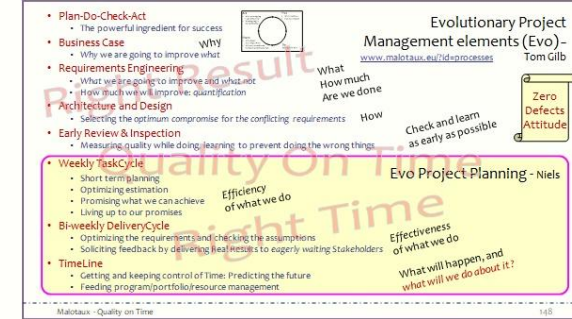 Evolutionary Project
Management elements (Evo) –
www.malotaux.eu/?id=processes
Tom Gilb
• Plan-Do-Check-Act
• The powerful ingredient for success
• Business Case
• Why we are going to improve what
Why
• Requirements Engineering
• What we are going to improve and what not
• How much we will improve: quantification
What
How much
Are we done
• Architecture and Design
• Selecting the optimum compromise for the conflicting requirements
How
• Early Review & Inspection
• Measuring quality while doing, learning to prevent doing the wrong things
Check and learn
as early as possible
Zero
Defects
Attitude
Evo Project Planning - Niels
• Weekly TaskCycle
• Short term planning
• Optimizing estimation
• Promising what we can achieve
• Living up to our promises
Efficiency
of what we do
• Bi-weekly DeliveryCycle
• Optimizing the requirements and checking the assumptions
• Soliciting feedback by delivering Real Results to eagerly waiting Stakeholders
Effectiveness
of what we do
• TimeLine
• Getting and keeping control of Time: Predicting the future
• Feeding program/portfolio/resource management
What will happen, and
what will we do about it?
Right Result
Quality On Time
Right Time
Malotaux - Quality on Time
148